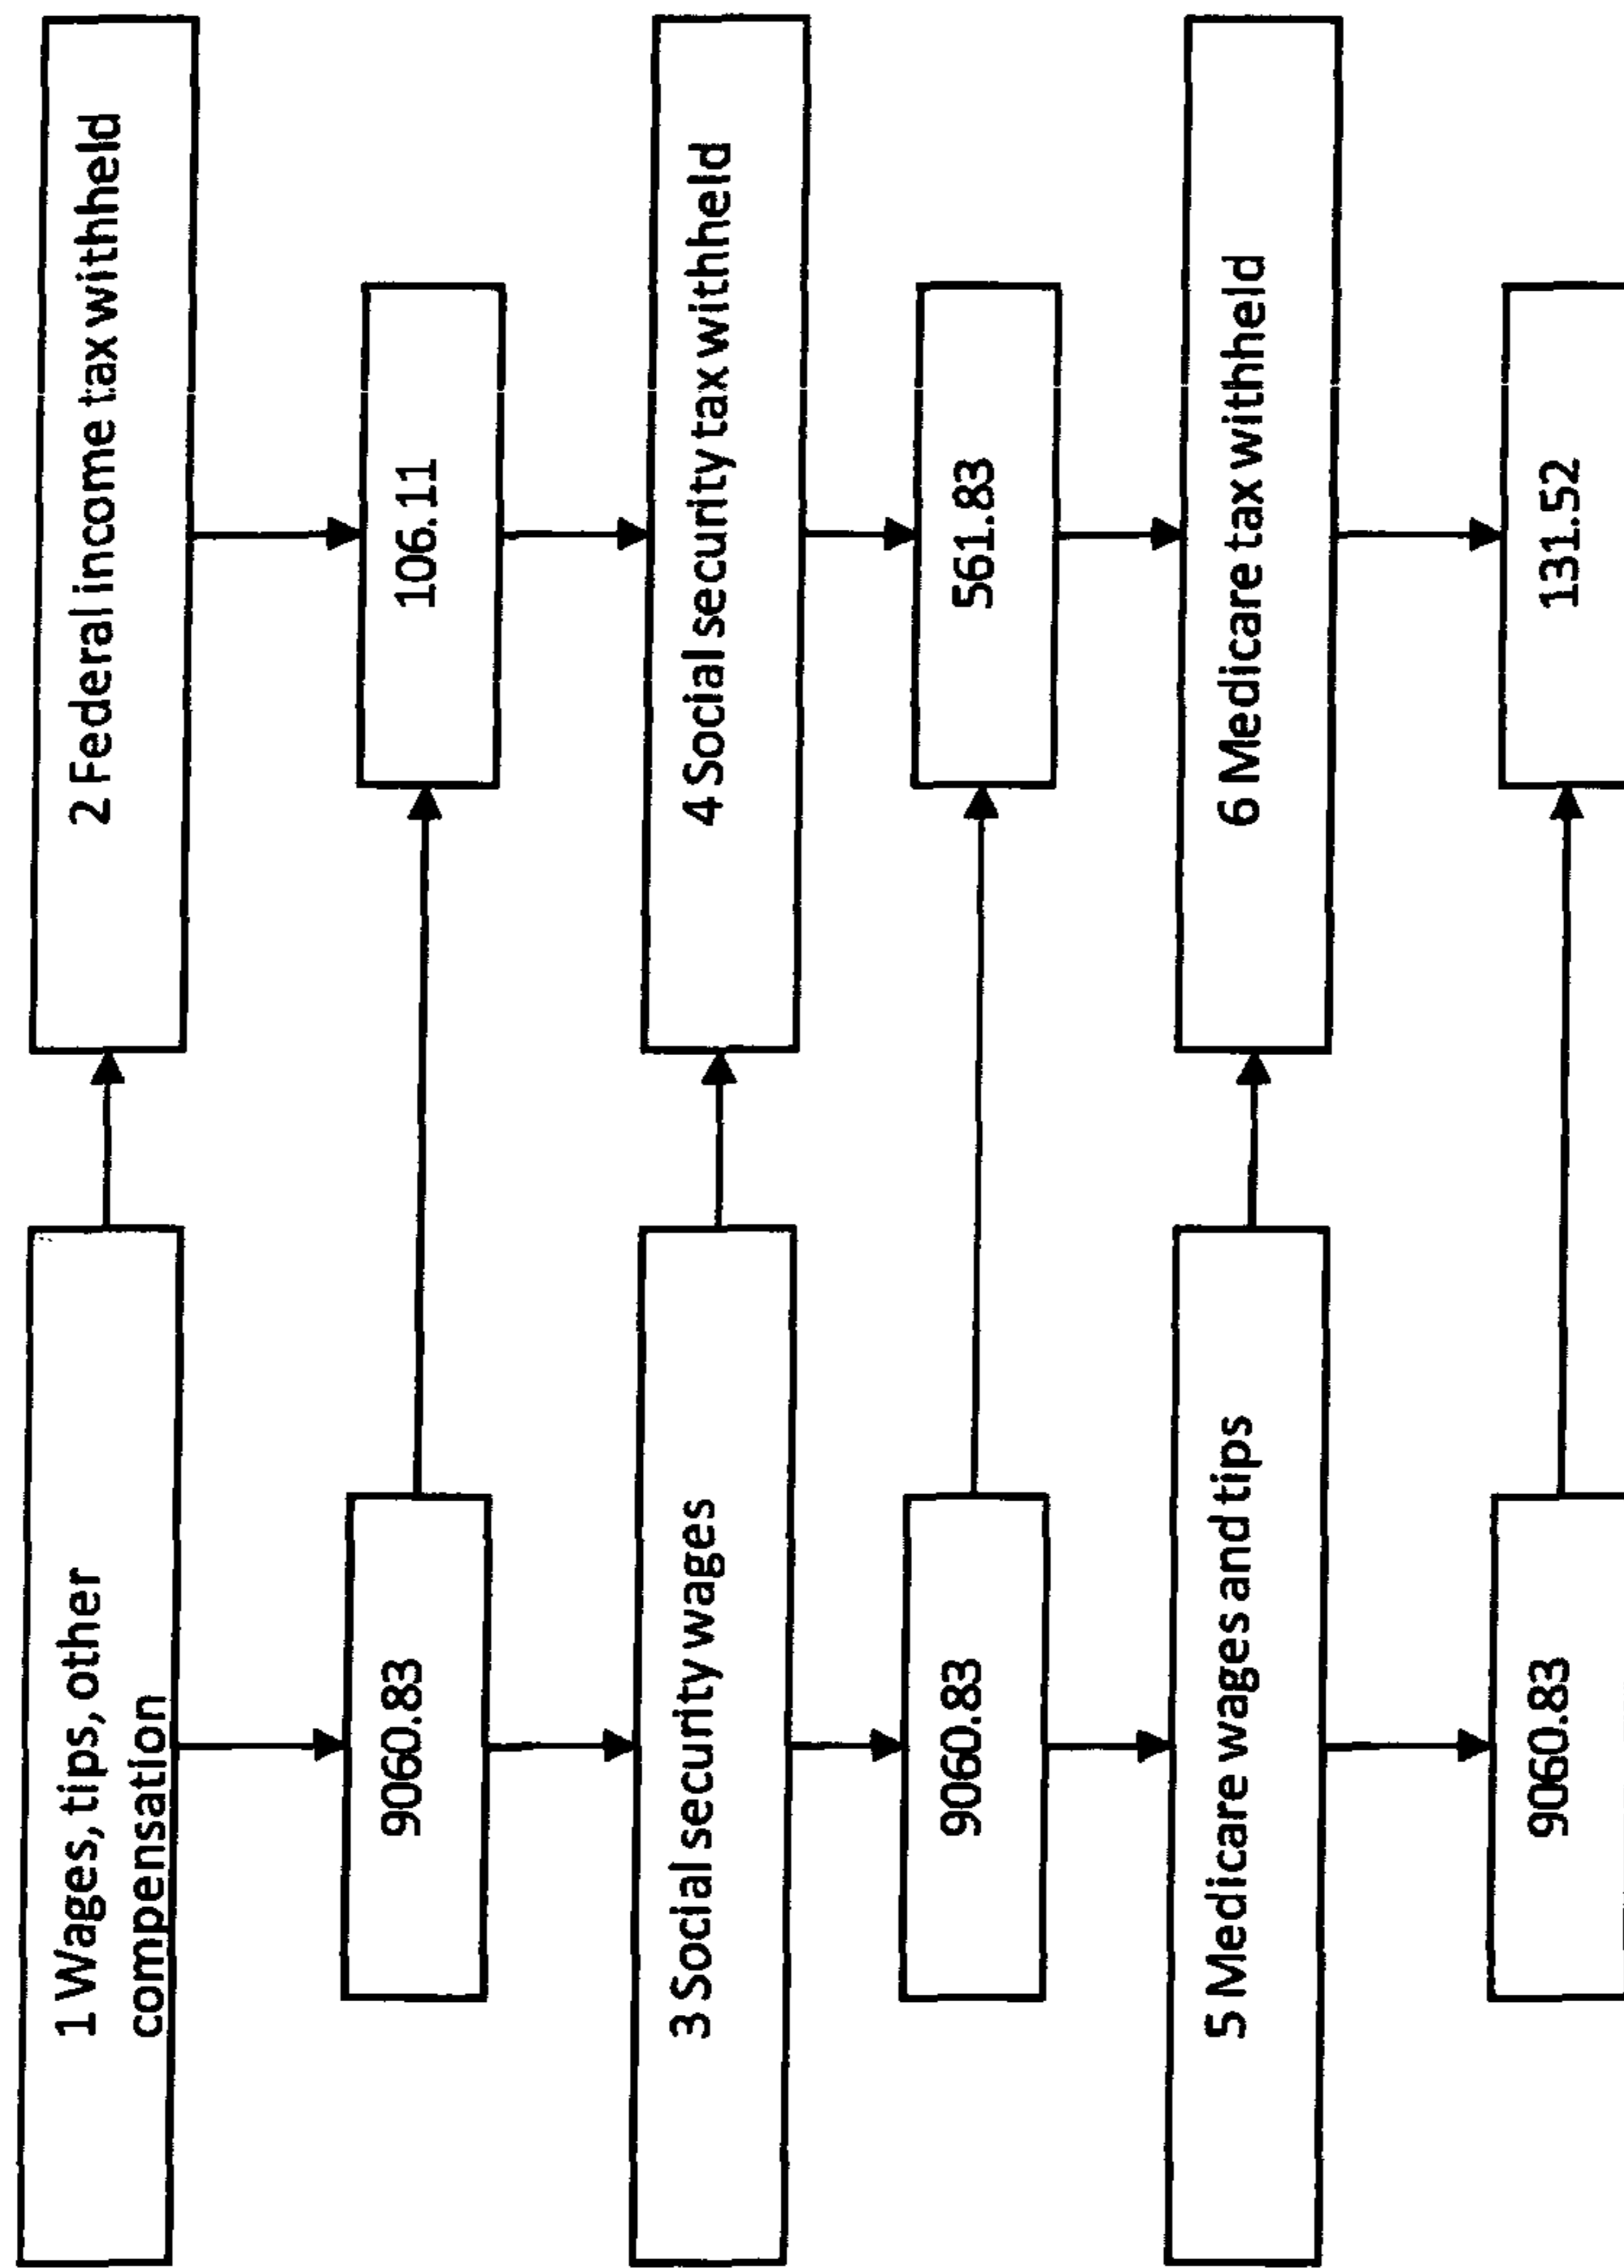 1 Wages, tips, other
compensation
2 Federal income tax withheld
9060.83
106.11
3 Social security wages
4 Social security tax withheld
9060.83
561.83
5 Medicare wages and tips
6 Medicare tax withheld
9060.83
131.52